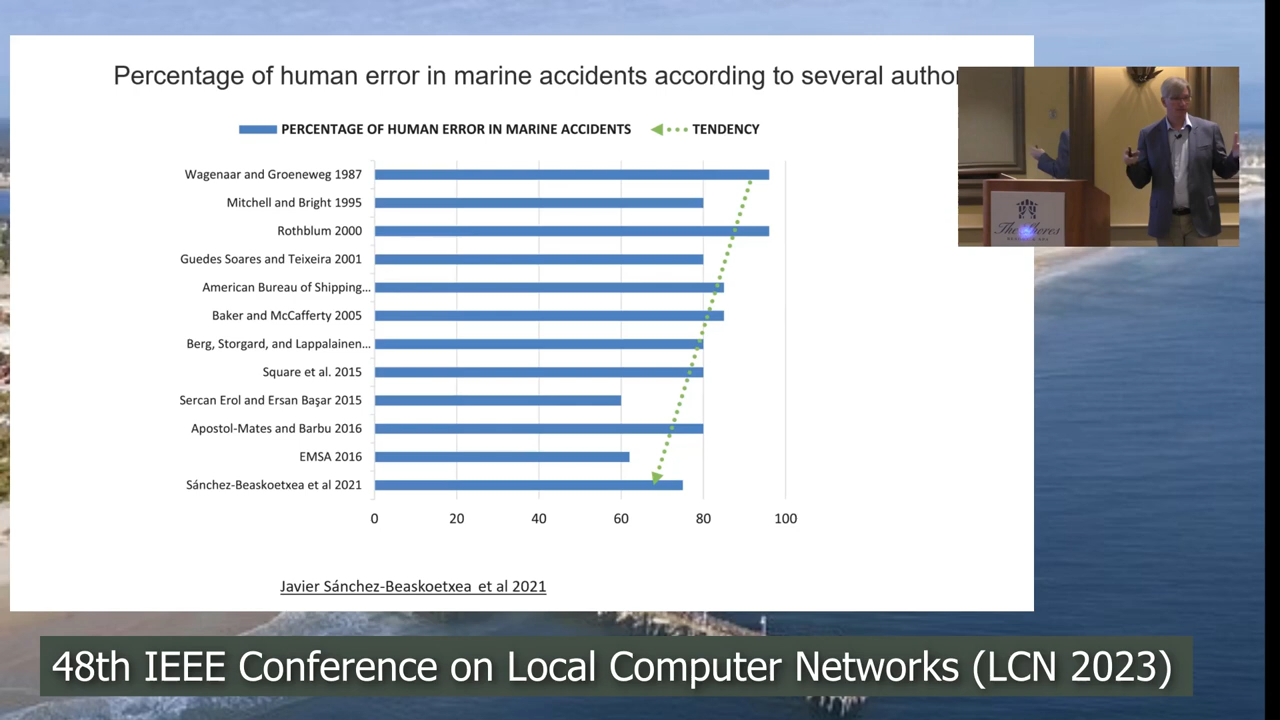 Percentage of human error in marine accidents according to several autho
PERCENTAGE OF HUMAN ERROR IN MARINE ACCIDENTS TENDENCY
Wagenaar and Groeneweg 1987
Mitchell and Bright 1995
Rothblum 2000
Guedes Soares and Teixeira 2001
American Bureau of Shipping...
Baker and McCafferty 2005
Berg, Storgard, and Lappalainen...
Square et al. 2015
Sercan Erol and Ersan Başar 2015
Apostol-Mates and Barbu 2016
EMSA 2016
Sánchez-Beaskoetxea et al 2021
0 20 40 60 80 100
Javier Sánchez-Beaskoetxea et al 2021
48th IEEE Conference on Local Computer Networks (LCN 2023)